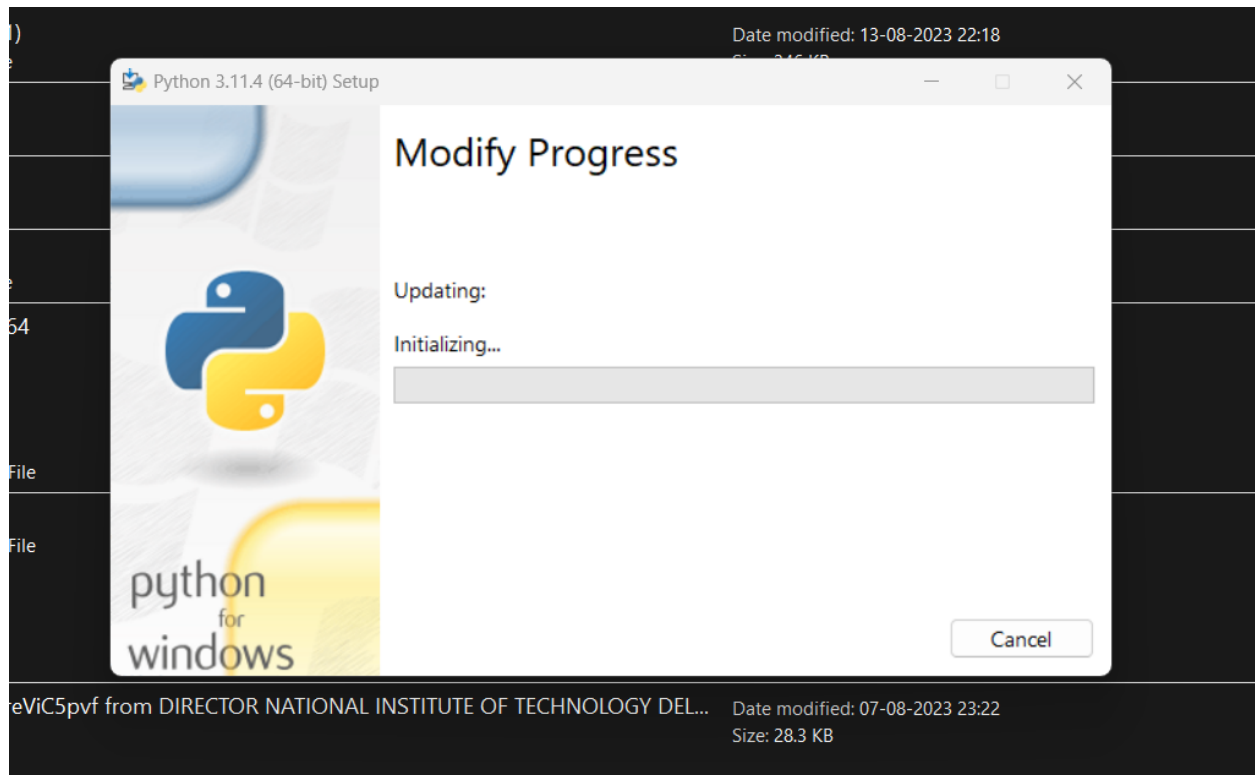 1)
Date modified: 13-08-2023 22:18
Python 3.11.4 (64-bit) Setup
Modify Progress
Updating:
Initializing...
64
File
File
python
for
windows
Cancel
reViC5pvf from DIRECTOR NATIONAL INSTITUTE OF TECHNOLOGY DEL...
Date modified: 07-08-2023 23:22
Size: 28.3 KB